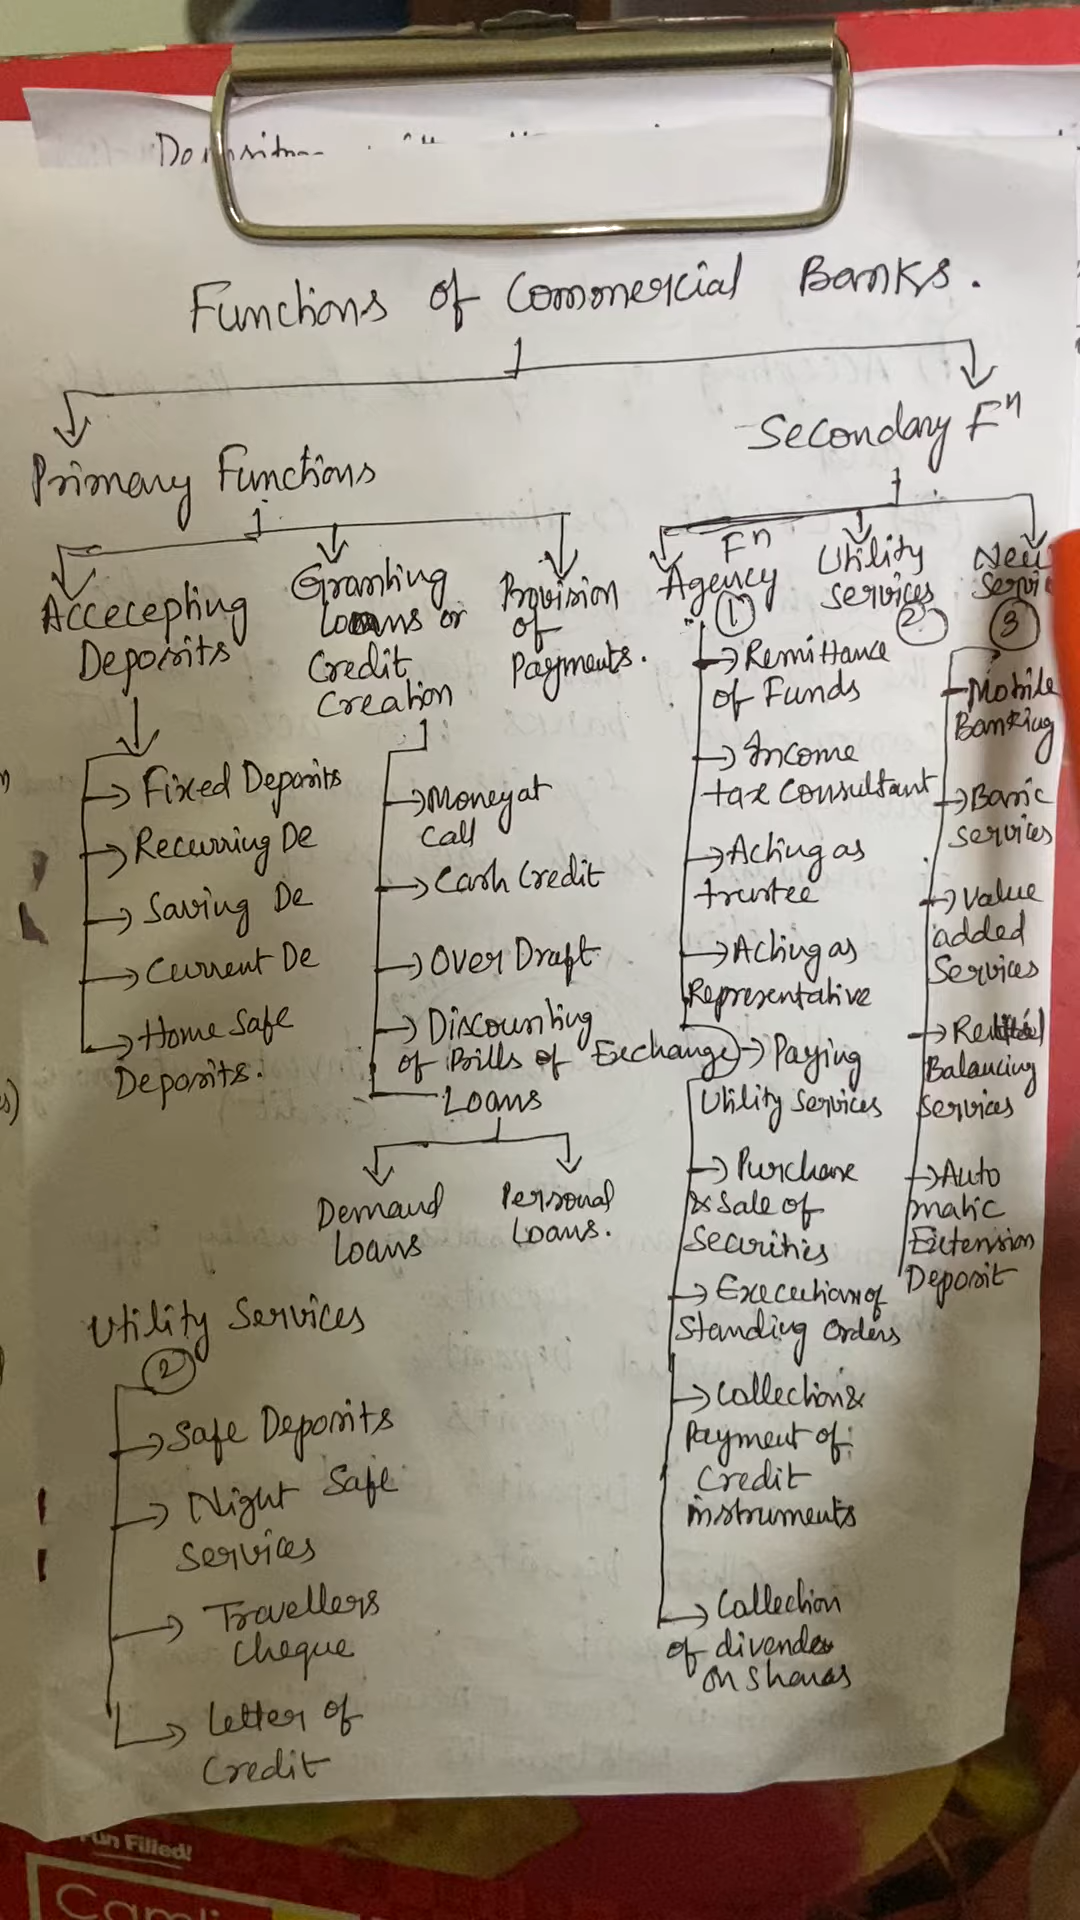 Functions of Commercial Banks.
Primary Functions
Secondary Fn
Accecepting
Deposits
Granting
loans or
Credit
Creation
Provision
of
Payments.
Fn
Agency
1
Utility
services
2
New
Servic
3
Fixed Deposits
Recurring De
Saving De
Current De
Home Safe
Deposits.
Money at
Call
Cash Credit
Over Draft
Discounting
of Bills of Exchange
Loans
Demand
Loans
Personal
Loans.
Remittance
of Funds
Income
tax Consultant
Acting as
trustee
Acting as
Representative
Paying
Utility Services
Purchase
& Sale of
Securities
Execution of
Standing Orders
Collection &
Payment of
Credit
instruments
Collection
of divendes
on shares
Mobile
Banking
Basic
services
Value
added
Services
Balancing
Services
Auto
matic
Extension
Deposit
Utility Services
2
Safe Deposits
Night Safe
Services
Travellers
Cheque
Letter of
Credit
Fun Filled!